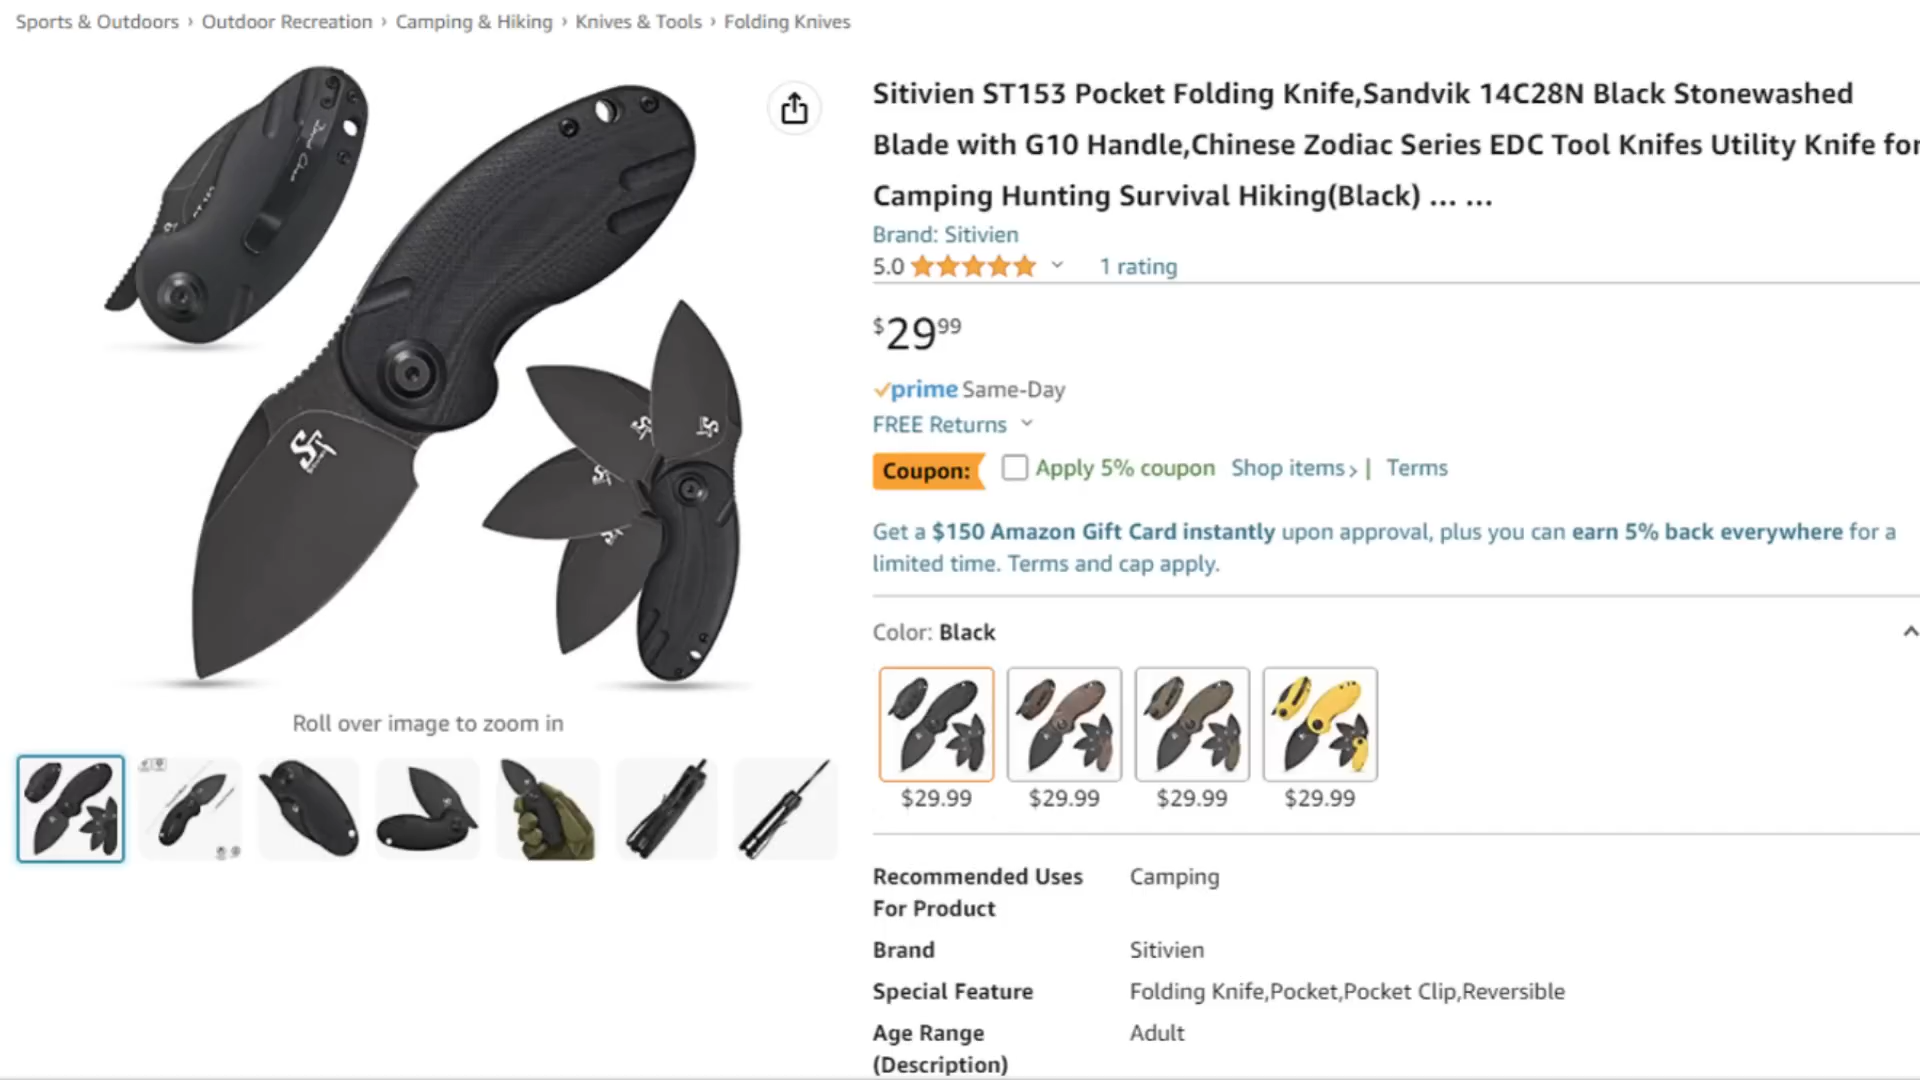 Sports & Outdoors › Outdoor Recreation › Camping & Hiking › Knives & Tools › Folding Knives
Roll over image to zoom in
Sitivien ST153 Pocket Folding Knife,Sandvik 14C28N Black Stonewashed
Blade with G10 Handle,Chinese Zodiac Series EDC Tool Knifes Utility Knife for
Camping Hunting Survival Hiking(Black) ... ...
Brand: Sitivien
5.0 1 rating
$29 99
prime Same-Day
FREE Returns
Coupon: Apply 5% coupon Shop items › | Terms
Get a $150 Amazon Gift Card instantly upon approval, plus you can earn 5% back everywhere for a
limited time. Terms and cap apply.
Color: Black
$29.99 $29.99 $29.99 $29.99
Recommended Uses Camping
For Product
Brand Sitivien
Special Feature Folding Knife,Pocket,Pocket Clip,Reversible
Age Range Adult
(Description)
ST